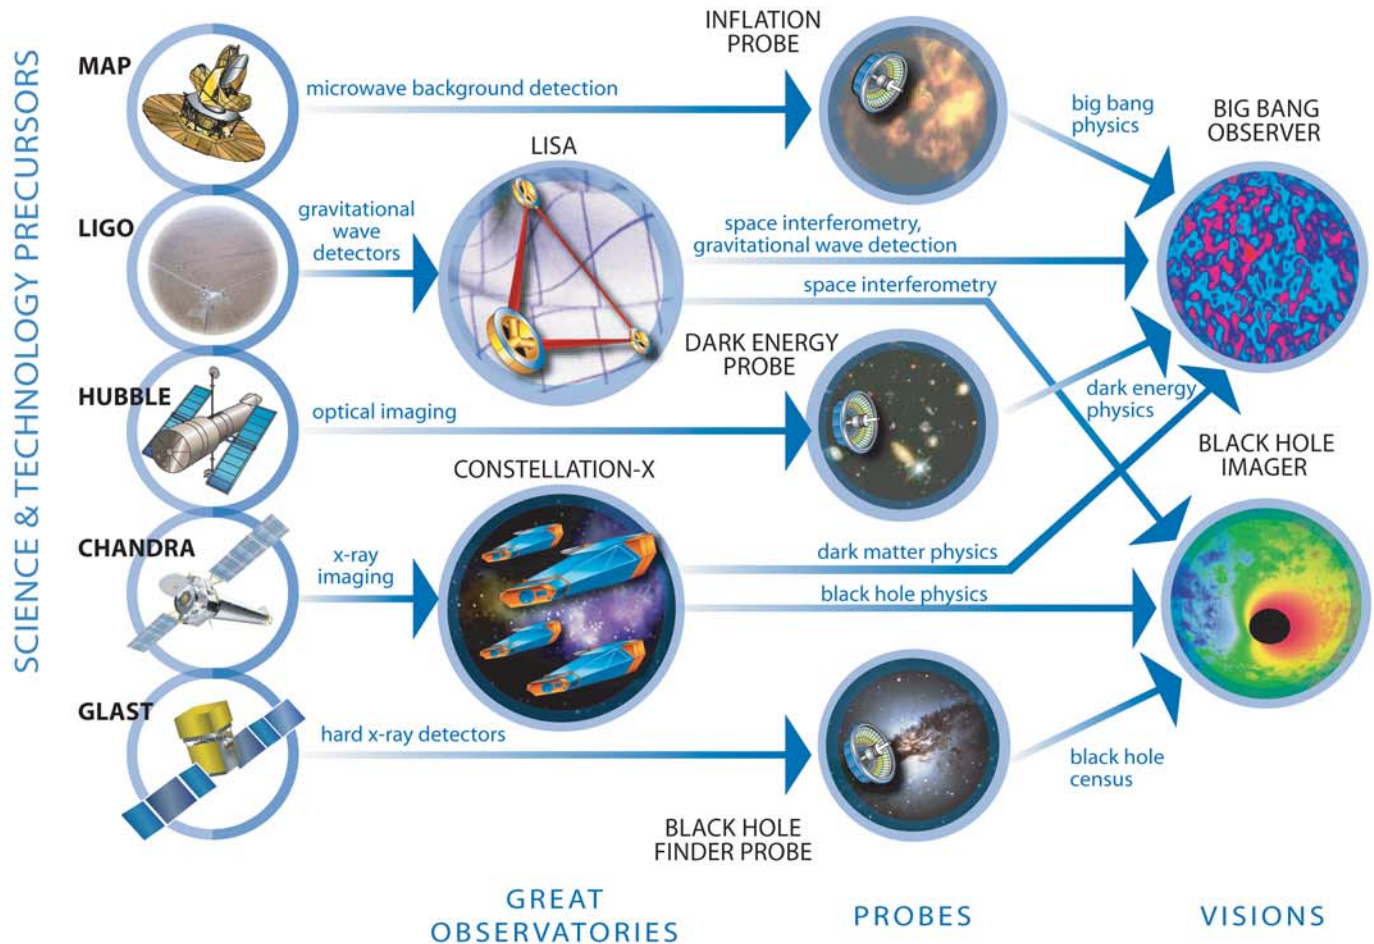 SCIENCE & TECHNOLOGY PRECURSORS
MAP
microwave background detection
INFLATION
PROBE
big bang
physics
BIG BANG
OBSERVER
LIGO
gravitational
wave
detectors
LISA
space interferometry,
gravitational wave detection
space interferometry
HUBBLE
optical imaging
DARK ENERGY
PROBE
dark energy
physics
CHANDRA
x-ray
imaging
CONSTELLATION-X
dark matter physics
black hole physics
BLACK HOLE
IMAGER
GLAST
hard x-ray detectors
BLACK HOLE
FINDER PROBE
black hole
census
GREAT
OBSERVATORIES
PROBES
VISIONS